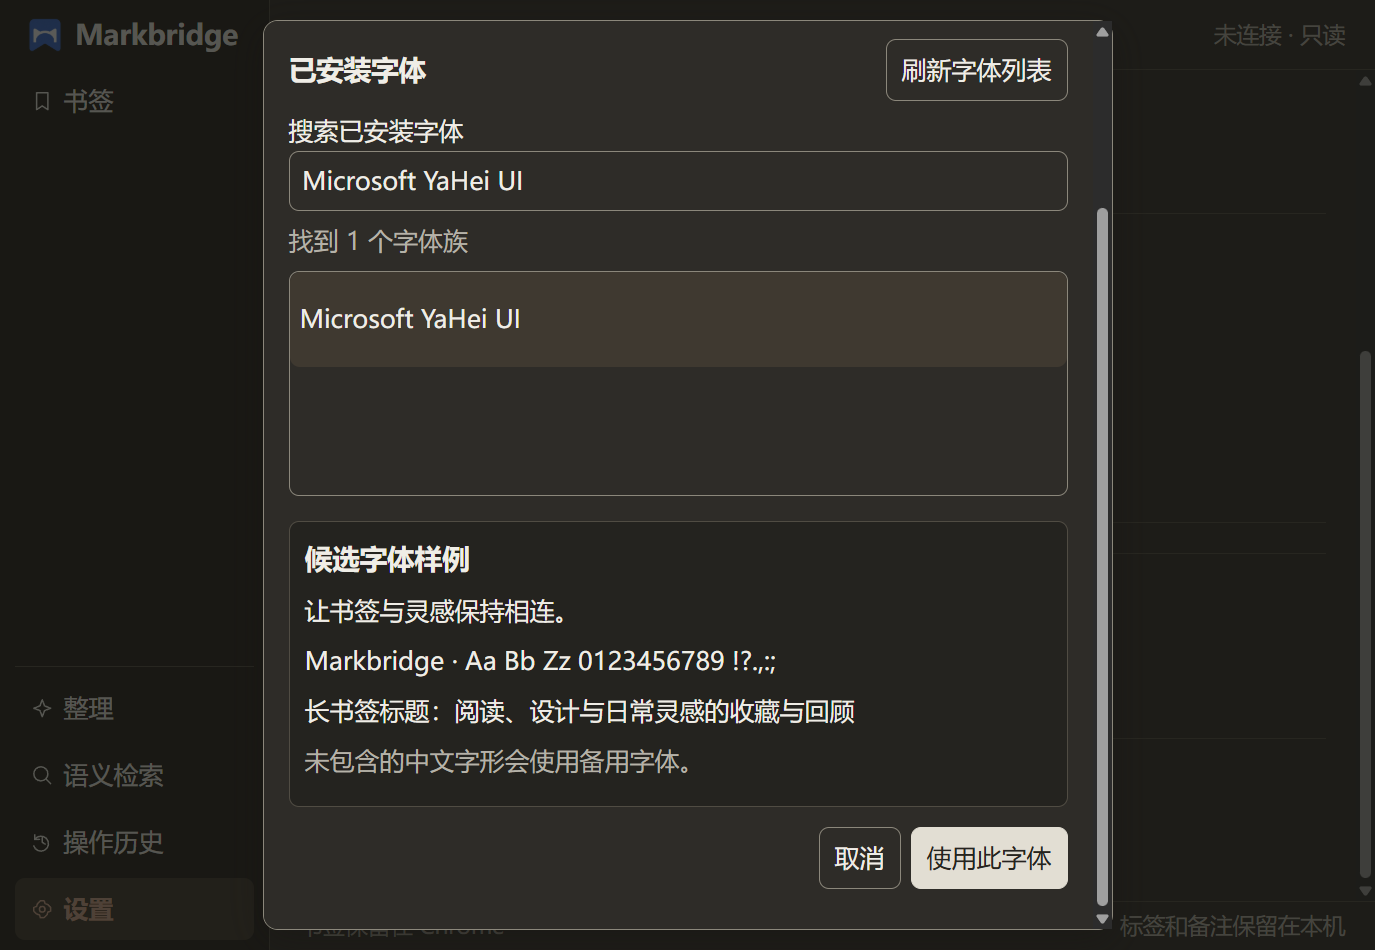 Markbridge
未连接 · 只读
书签
已安装字体
刷新字体列表
搜索已安装字体
Microsoft YaHei UI
找到 1 个字体族
Microsoft YaHei UI
候选字体样例
让书签与灵感保持相连。
Markbridge · Aa Bb Zz 0123456789 !?.,:;
长书签标题：阅读、设计与日常灵感的收藏与回顾
未包含的中文字形会使用备用字体。
取消
使用此字体
整理
语义检索
操作历史
设置
书签保留在 Chrome
标签和备注保留在本机